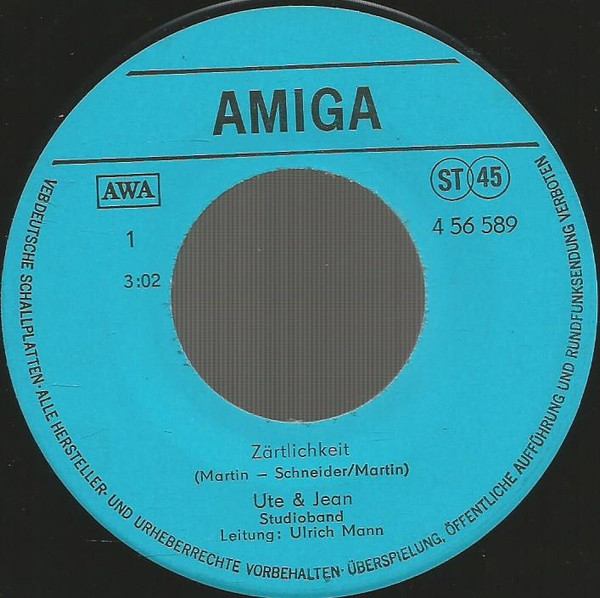 AMIGA
AWA
ST 45
4 56 589
1
3:02
Zärtlichkeit
(Martin – Schneider/Martin)
Ute & Jean
Studioband
Leitung: Ulrich Mann
VEB DEUTSCHE SCHALLPLATTEN · ALLE HERSTELLER- UND URHEBERRECHTE VORBEHALTEN · ÜBERSPIELUNG, ÖFFENTLICHE AUFFÜHRUNG UND RUNDFUNKSENDUNG VERBOTEN